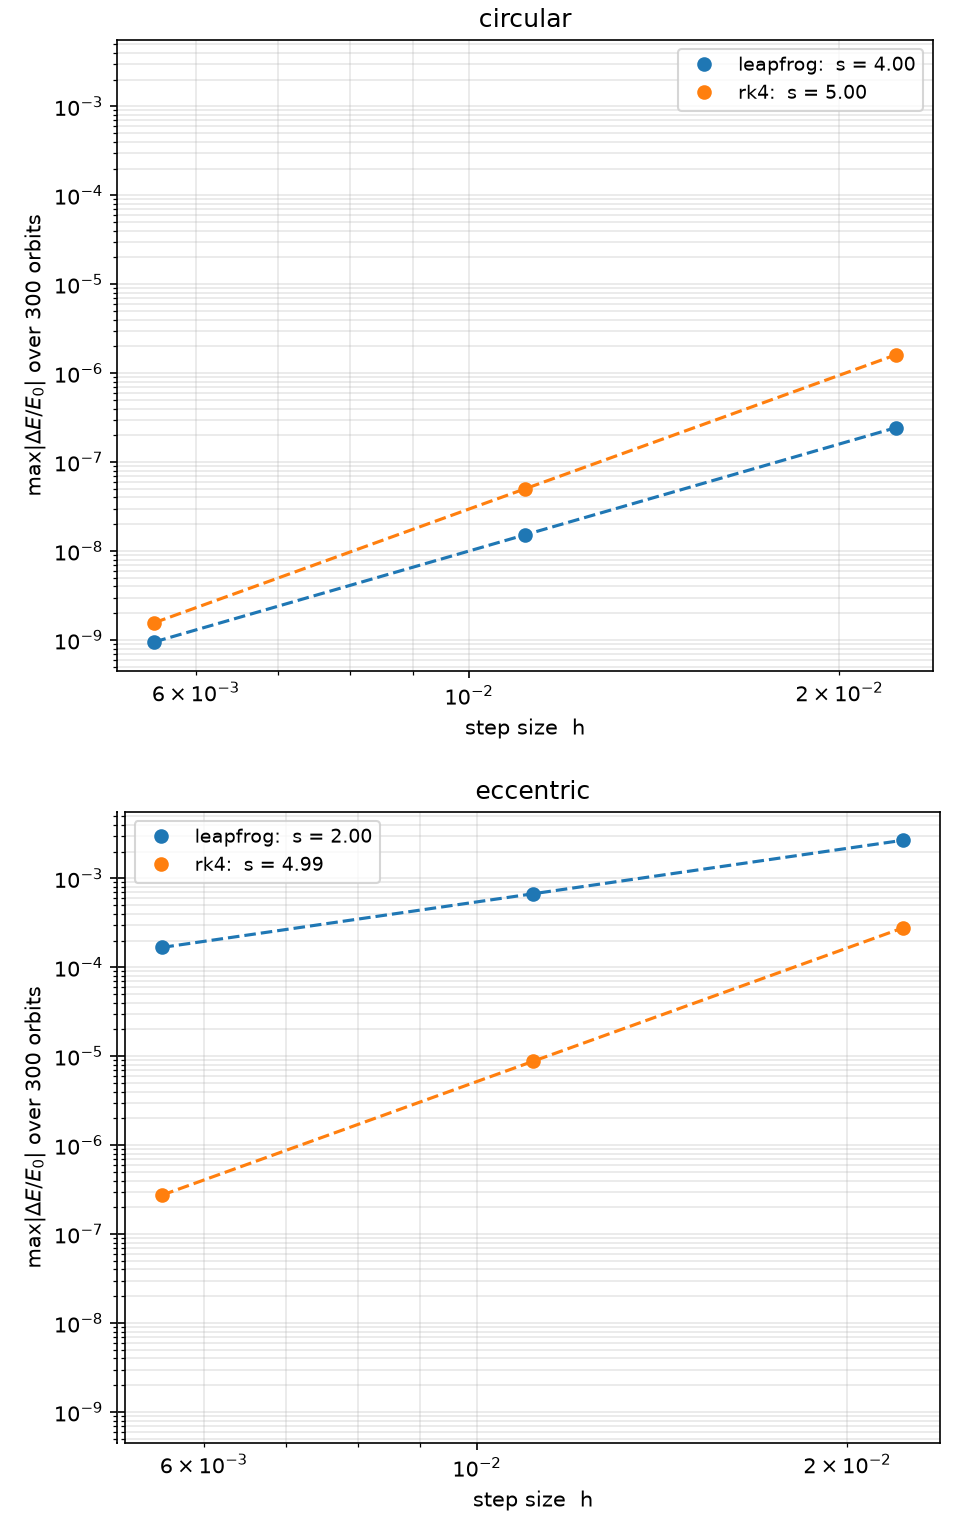 circular
leapfrog:  s = 4.00
rk4:  s = 5.00
max|ΔE/E₀| over 300 orbits
10⁻³
10⁻⁴
10⁻⁵
10⁻⁶
10⁻⁷
10⁻⁸
10⁻⁹
6 × 10⁻³
10⁻²
2 × 10⁻²
step size  h
eccentric
leapfrog:  s = 2.00
rk4:  s = 4.99
max|ΔE/E₀| over 300 orbits
10⁻³
10⁻⁴
10⁻⁵
10⁻⁶
10⁻⁷
10⁻⁸
10⁻⁹
6 × 10⁻³
10⁻²
2 × 10⁻²
step size  h